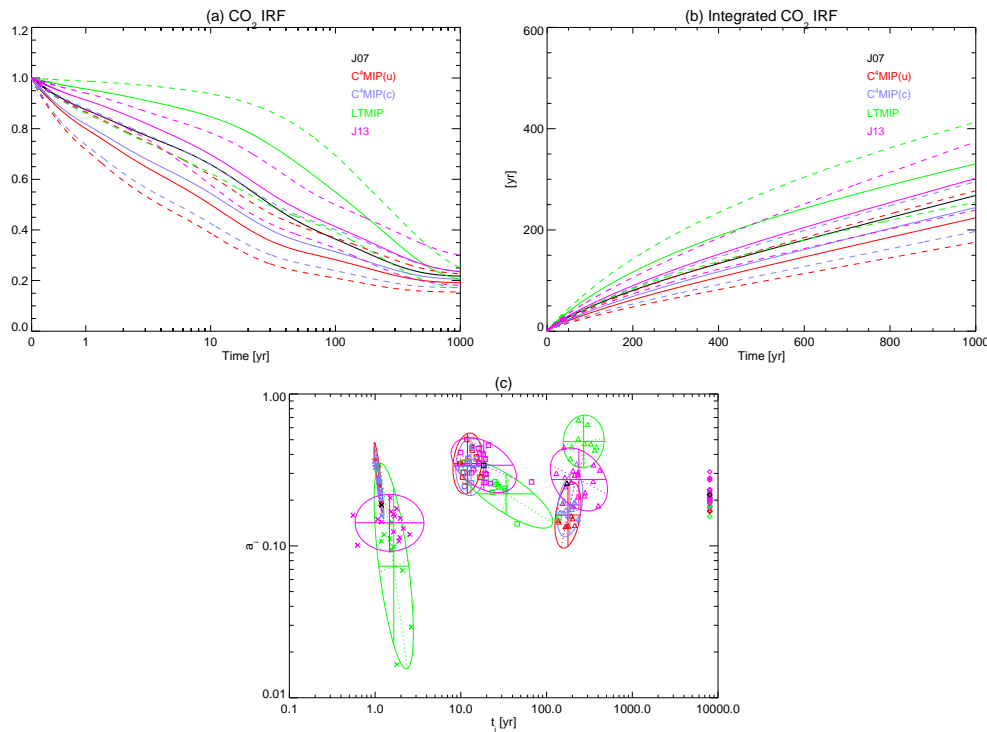 (a) CO2 IRF
1.2
1.0
0.8
0.6
0.4
0.2
0.0
0 1 10 100 1000
Time [yr]
J07
C4MIP(u)
C4MIP(c)
LTMIP
J13
(b) Integrated CO2 IRF
600
400
200
0
[yr]
0 200 400 600 800 1000
Time [yr]
J07
C4MIP(u)
C4MIP(c)
LTMIP
J13
(c)
1.00
0.10
0.01
ai
0.1 1.0 10.0 100.0 1000.0 10000.0
ti [yr]